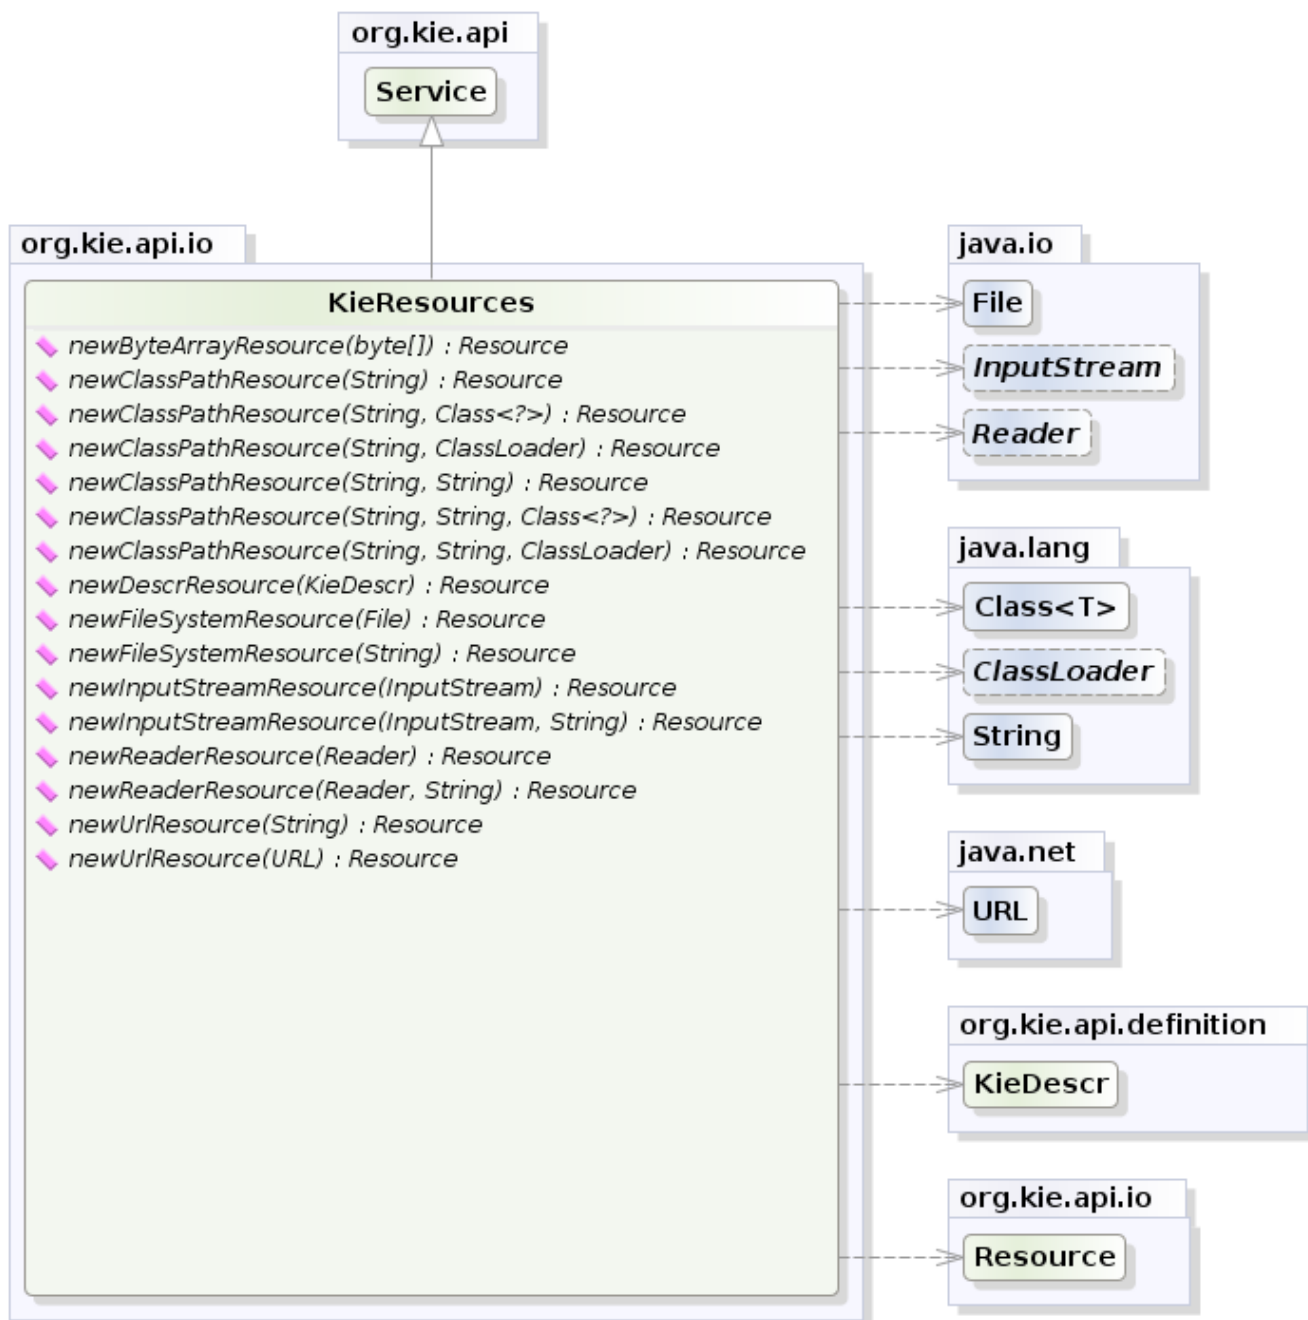 org.kie.api
Service
org.kie.api.io
KieResources
newByteArrayResource(byte[]) : Resource
newClassPathResource(String) : Resource
newClassPathResource(String, Class<?>) : Resource
newClassPathResource(String, ClassLoader) : Resource
newClassPathResource(String, String) : Resource
newClassPathResource(String, String, Class<?>) : Resource
newClassPathResource(String, String, ClassLoader) : Resource
newDescrResource(KieDescr) : Resource
newFileSystemResource(File) : Resource
newFileSystemResource(String) : Resource
newInputStreamResource(InputStream) : Resource
newInputStreamResource(InputStream, String) : Resource
newReaderResource(Reader) : Resource
newReaderResource(Reader, String) : Resource
newUrlResource(String) : Resource
newUrlResource(URL) : Resource
java.io
File
InputStream
Reader
java.lang
Class<T>
ClassLoader
String
java.net
URL
org.kie.api.definition
KieDescr
org.kie.api.io
Resource